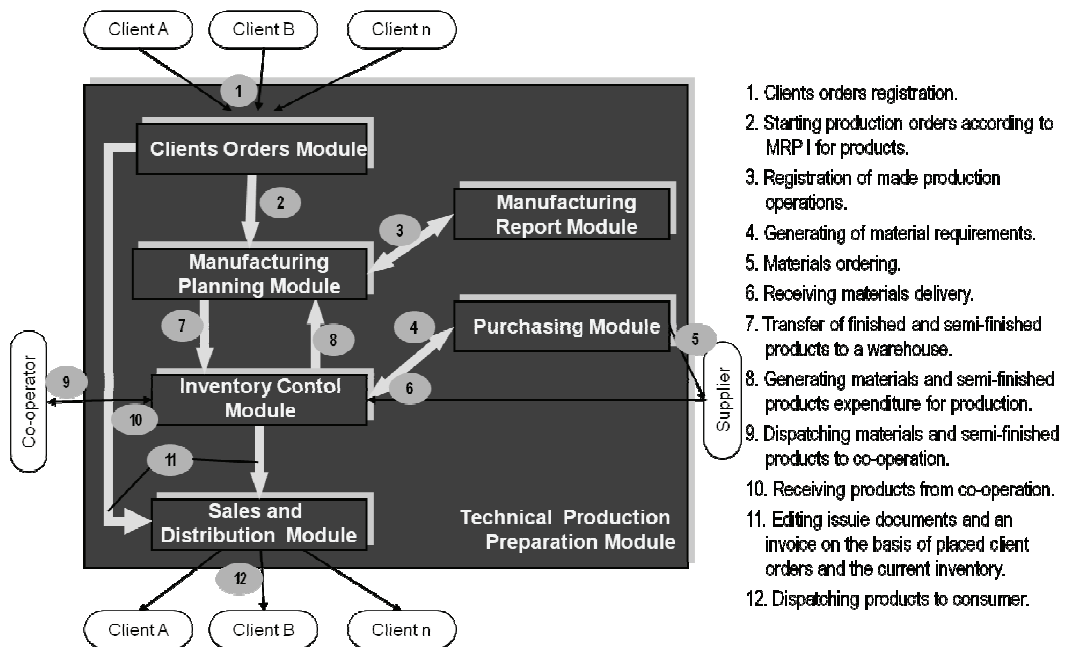 Client A
Client B
Client n
1
Clients Orders Module
2
Manufacturing
Report Module
3
Manufacturing
Planning Module
7
8
4
Purchasing Module
5
Supplier
Co-operator
9
10
Inventory Contol
Module
6
11
Sales and
Distribution Module
Technical Production
Preparation Module
12
Client A
Client B
Client n
1. Clients orders registration.
2. Starting production orders according to
MRP I for products.
3. Registration of made production
operations.
4. Generating of material requirements.
5. Materials ordering.
6. Receiving materials delivery.
7. Transfer of finished and semi-finished
products to a warehouse.
8. Generating materials and semi-finished
products expenditure for production.
9. Dispatching materials and semi-finished
products to co-operation.
10. Receiving products from co-operation.
11. Editing issuie documents and an
invoice on the basis of placed client
orders and the current inventory.
12. Dispatching products to consumer.